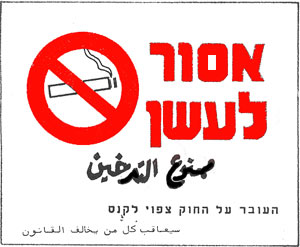 אסור
לעשן
ممنوع التدخين
העובר על החוק צפוי לקנס
سيعاقب كل من يخالف القانون